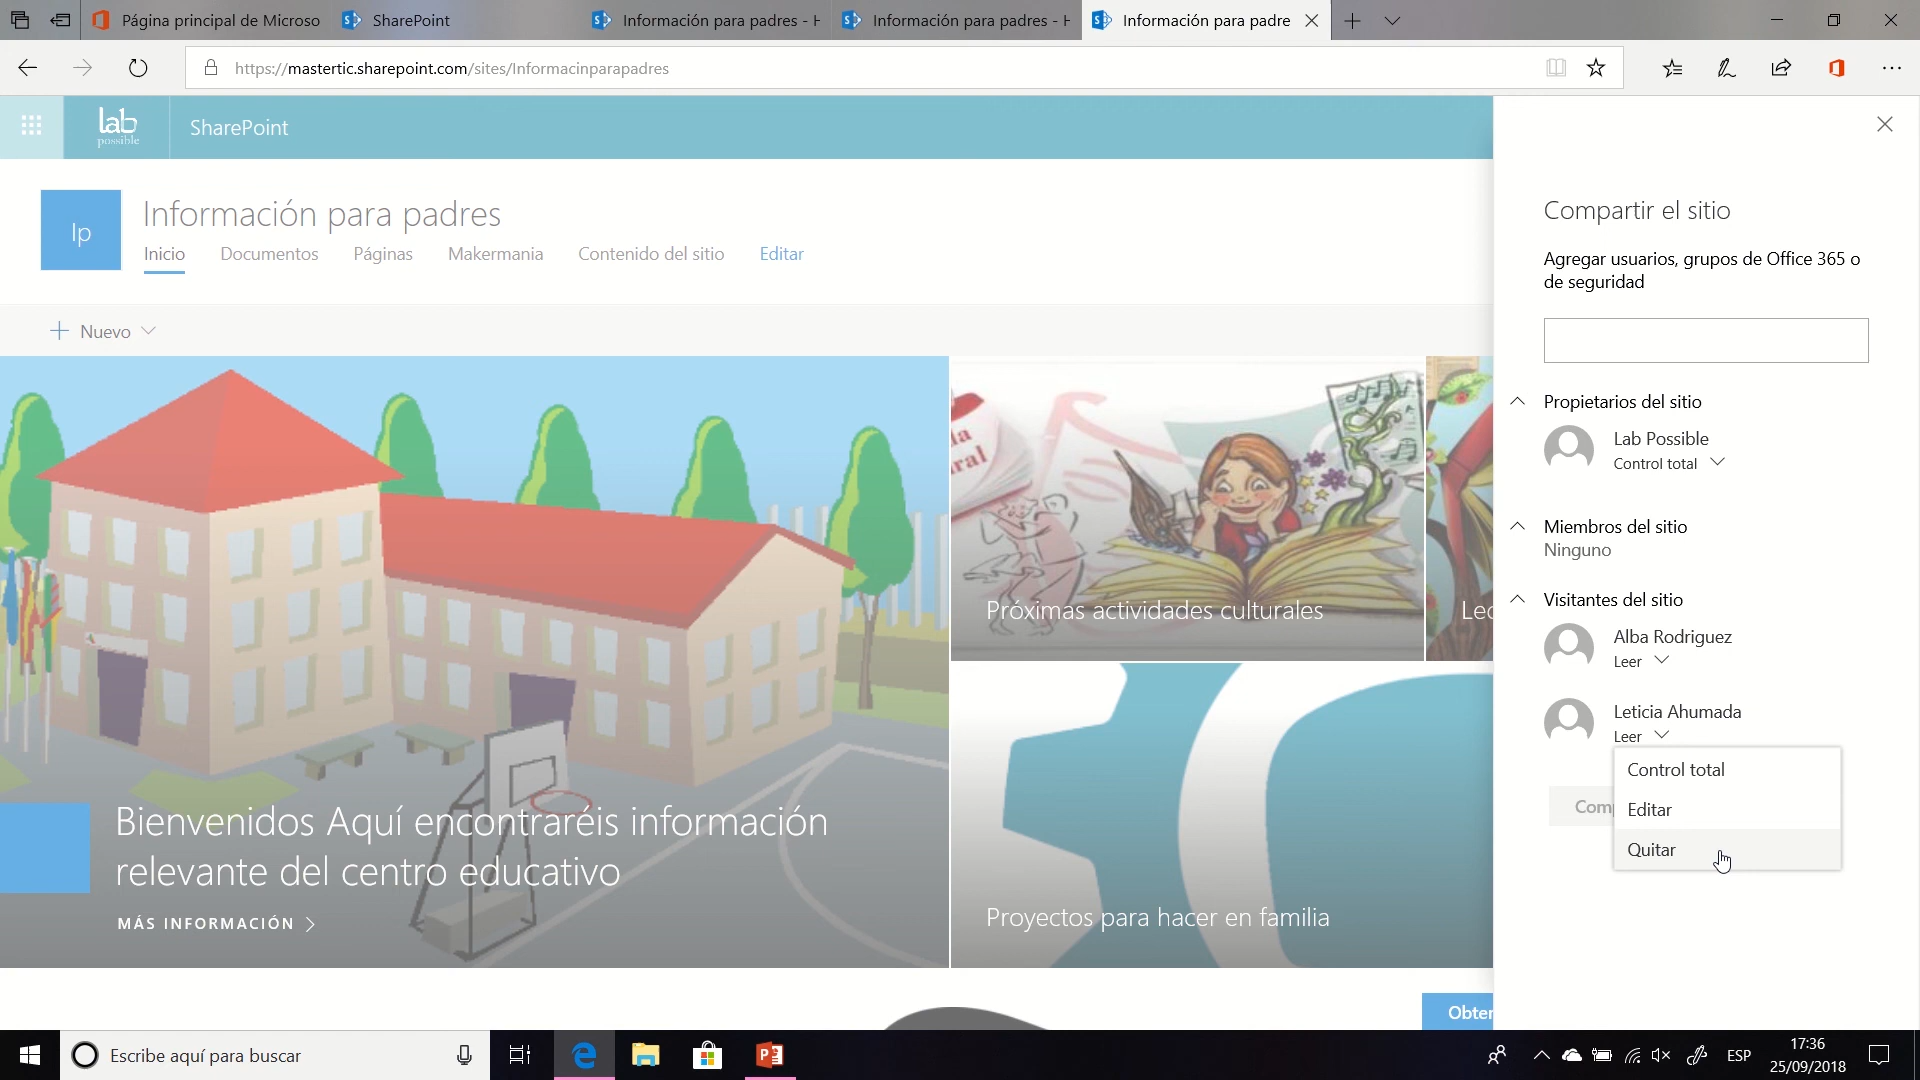 Página principal de Microso
SharePoint
Información para padres - H
Información para padres - H
Información para padre
https://mastertic.sharepoint.com/sites/Informacinparapadres
lab
possible
SharePoint
Ip
Información para padres
Inicio
Documentos
Páginas
Makermania
Contenido del sitio
Editar
Nuevo
Próximas actividades culturales
Lec
Bienvenidos Aquí encontraréis información
relevante del centro educativo
MÁS INFORMACIÓN
Proyectos para hacer en familia
Obter
Compartir el sitio
Agregar usuarios, grupos de Office 365 o
de seguridad
Propietarios del sitio
Lab Possible
Control total
Miembros del sitio
Ninguno
Visitantes del sitio
Alba Rodriguez
Leer
Leticia Ahumada
Leer
Control total
Comp
Editar
Quitar
Escribe aquí para buscar
ESP
17:36
25/09/2018